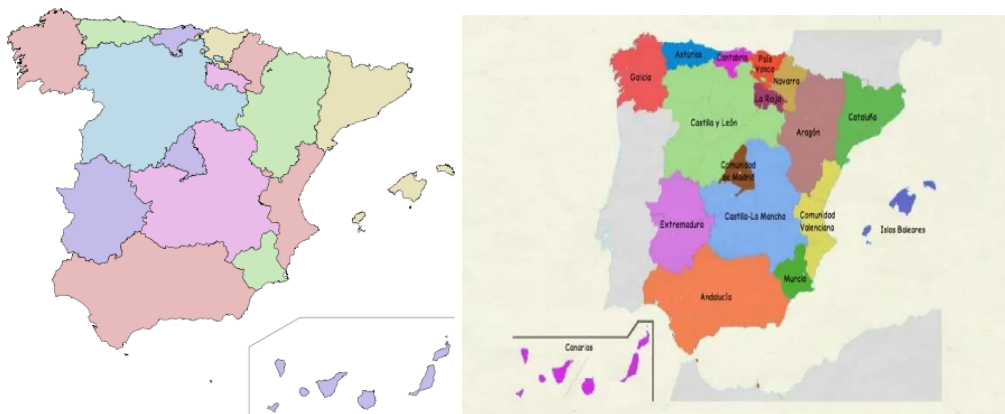 Asturias
Cantabria
País
Vasco
Galicia
Navarra
La Rioja
Castilla y León
Aragón
Cataluña
Comunidad
de Madrid
Extremadura
Castilla-La Mancha
Comunidad
Valenciana
Islas Baleares
Murcia
Andalucía
Canarias